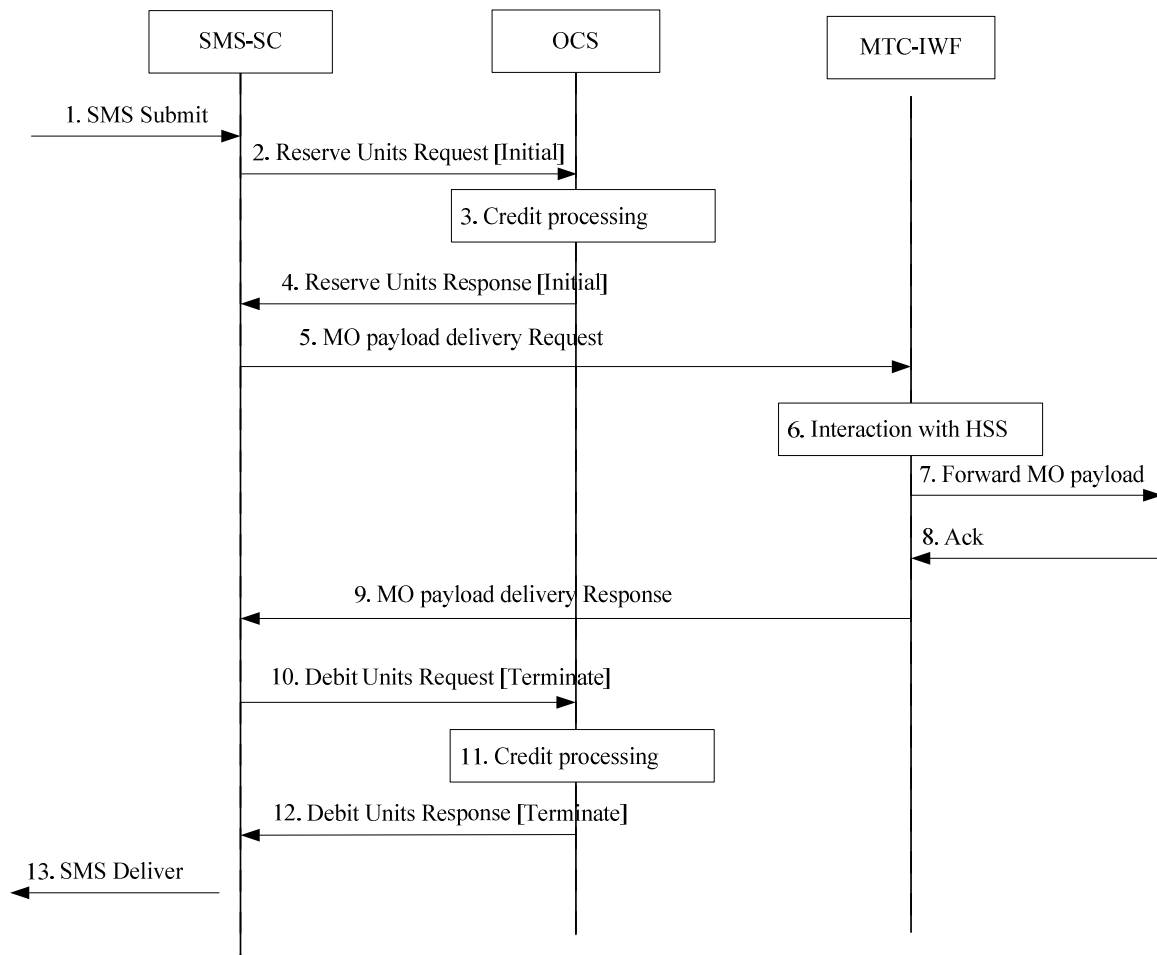 SMS-SC
OCS
MTC-IWF
1. SMS Submit
2. Reserve Units Request [Initial]
3. Credit processing
4. Reserve Units Response [Initial]
5. MO payload delivery Request
6. Interaction with HSS
7. Forward MO payload
8. Ack
9. MO payload delivery Response
10. Debit Units Request [Terminate]
11. Credit processing
12. Debit Units Response [Terminate]
13. SMS Deliver